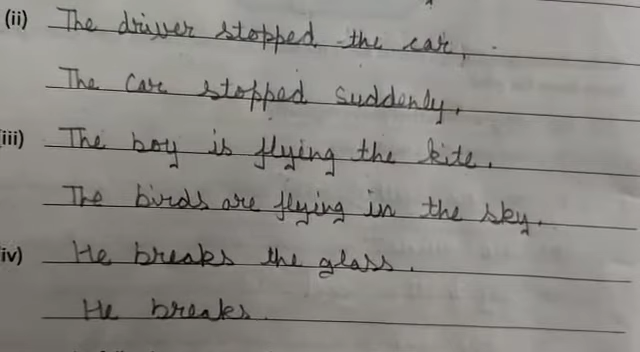 (ii) The driver stopped the car.
The car stopped suddenly.
iii) The boy is flying the kite.
The birds are flying in the sky.
iv) He breaks the glass.
He breaks.